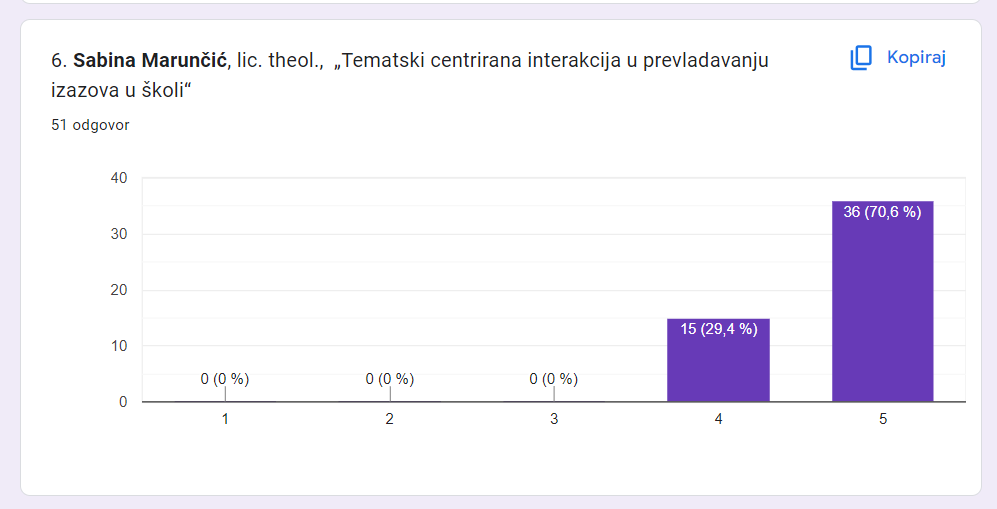 6. Sabina Marunčić, lic. theol., „Tematski centrirana interakcija u prevladavanju
izazova u školi“
Kopiraj
51 odgovor
40
30
20
10
0
0 (0 %)
0 (0 %)
0 (0 %)
15 (29,4 %)
36 (70,6 %)
1
2
3
4
5